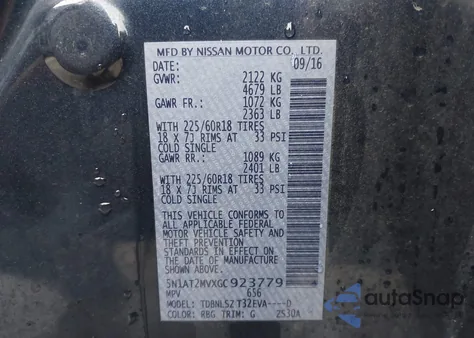 MFD BY NISSAN MOTOR CO., LTD.
DATE: 09/16
GVWR: 2122 KG
4679 LB
GAWR FR.: 1072 KG
2363 LB
WITH 225/60R18 TIRES
18 X 7J RIMS AT 33 PSI
COLD SINGLE
GAWR RR.: 1089 KG
2401 LB
WITH 225/60R18 TIRES
18 X 7J RIMS AT 33 PSI
COLD SINGLE
THIS VEHICLE CONFORMS TO
ALL APPLICABLE FEDERAL
MOTOR VEHICLE SAFETY AND
THEFT PREVENTION
STANDARDS IN EFFECT ON
THE DATE OF MANUFACTURE
SHOWN ABOVE.
5N1AT2MVXGC923779
MPV 656
MODEL: TDBNLS2 T32EVA----D
COLOR: RBG TRIM: G 2530A
autoSnap